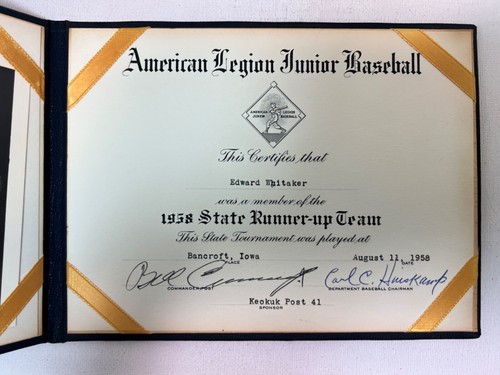 American Legion Junior Baseball
AMERICAN LEGION
JUNIOR BASEBALL
This Certifies that
Edward Whitaker
was a member of the
1958 State Runner-up Team
This State Tournament was played at
Bancroft, Iowa August 11, 1958
PLACE DATE
Carl C. Hinskamp
COMMANDER POST DEPARTMENT BASEBALL CHAIRMAN
Keokuk Post 41
SPONSOR